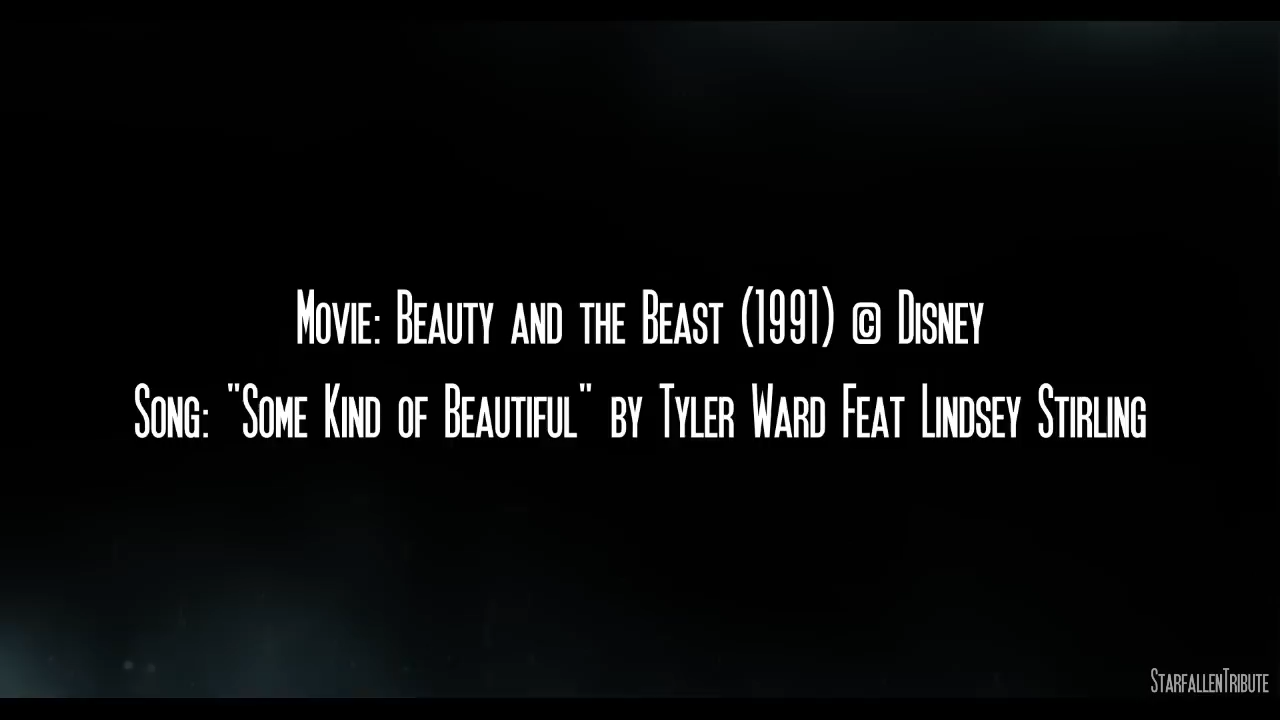 Movie: Beauty and the Beast (1991) © Disney
Song: "Some Kind of Beautiful" by Tyler Ward Feat Lindsey Stirling
StarfallenTribute